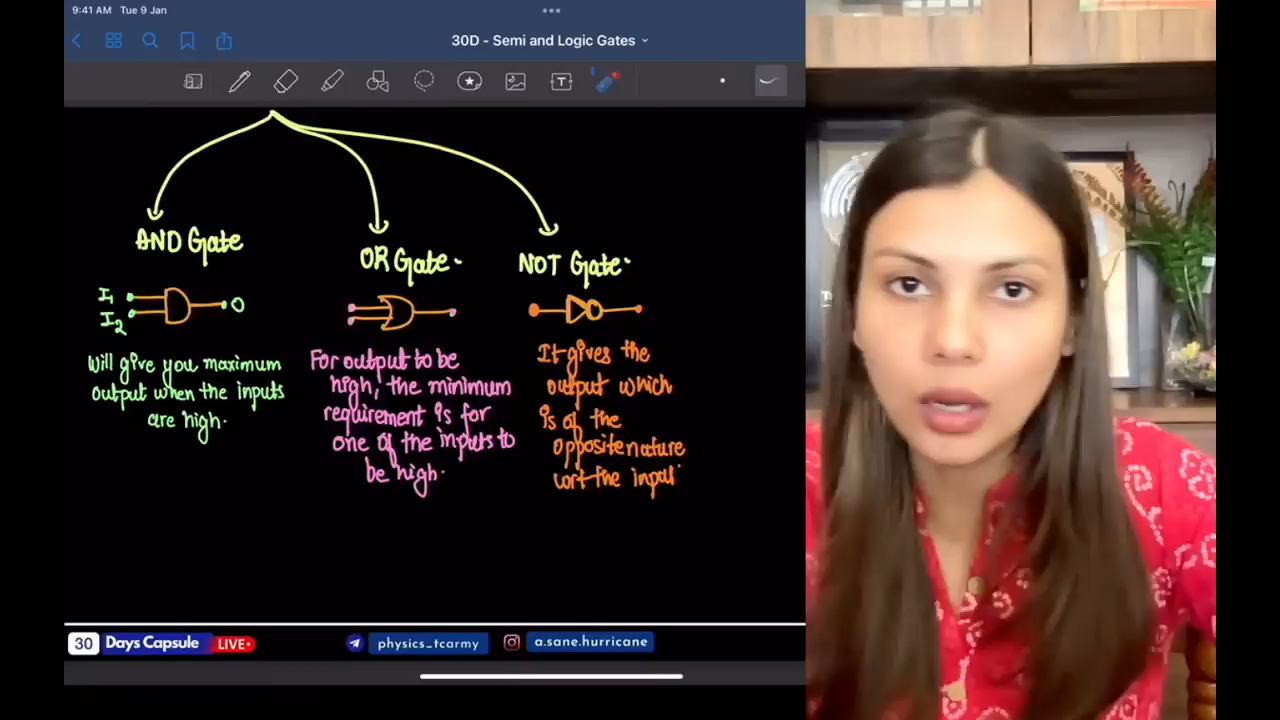 9:41 AM Tue 9 Jan
30D - Semi and Logic Gates
AND Gate
OR Gate.
NOT Gate.
I1
I2
O
Will give you maximum
output when the inputs
are high.
For output to be
high, the minimum
requirement is for
one of the inputs to
be high.
It gives the
output which
is of the
opposite nature
wrt the input
30 Days Capsule LIVE
physics_tcarmy
a.sane.hurricane